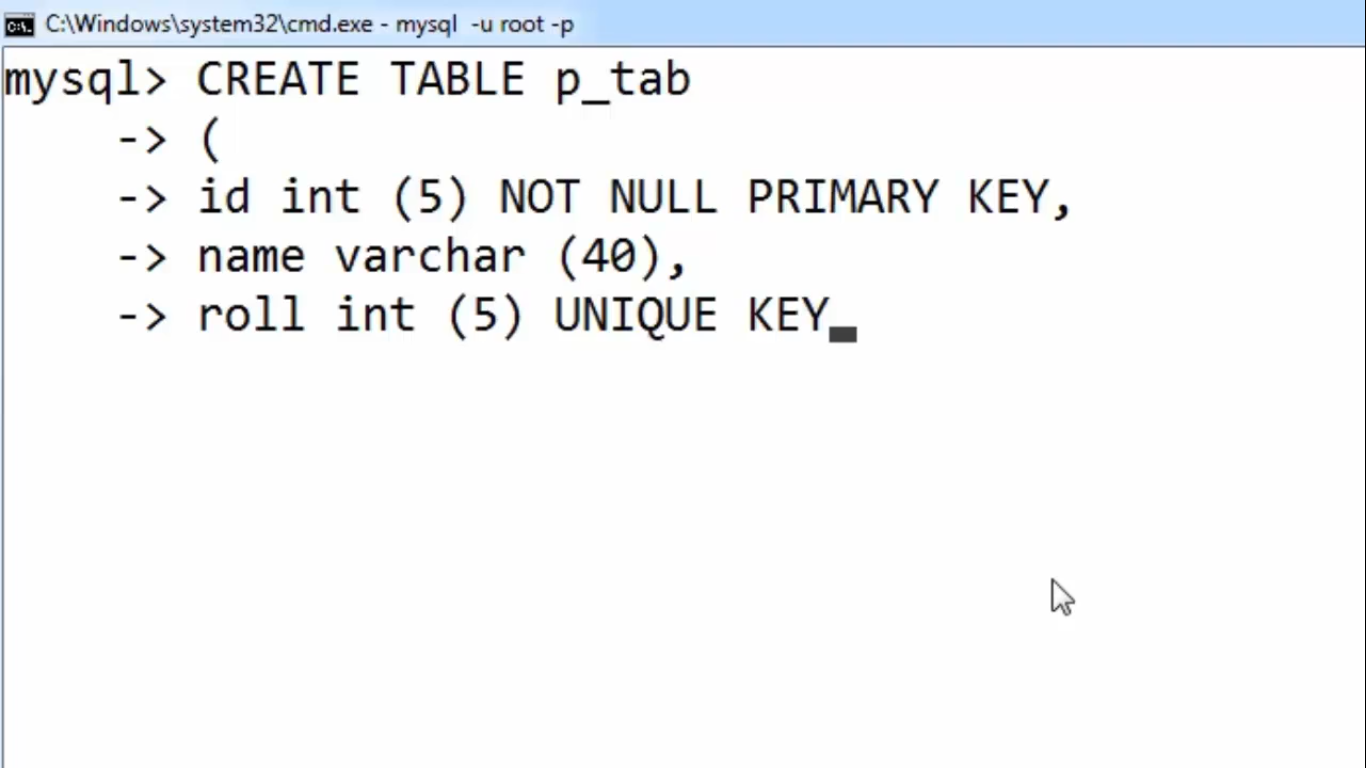 C:\Windows\system32\cmd.exe - mysql  -u root -p
mysql> CREATE TABLE p_tab
-> (
-> id int (5) NOT NULL PRIMARY KEY,
-> name varchar (40),
-> roll int (5) UNIQUE KEY